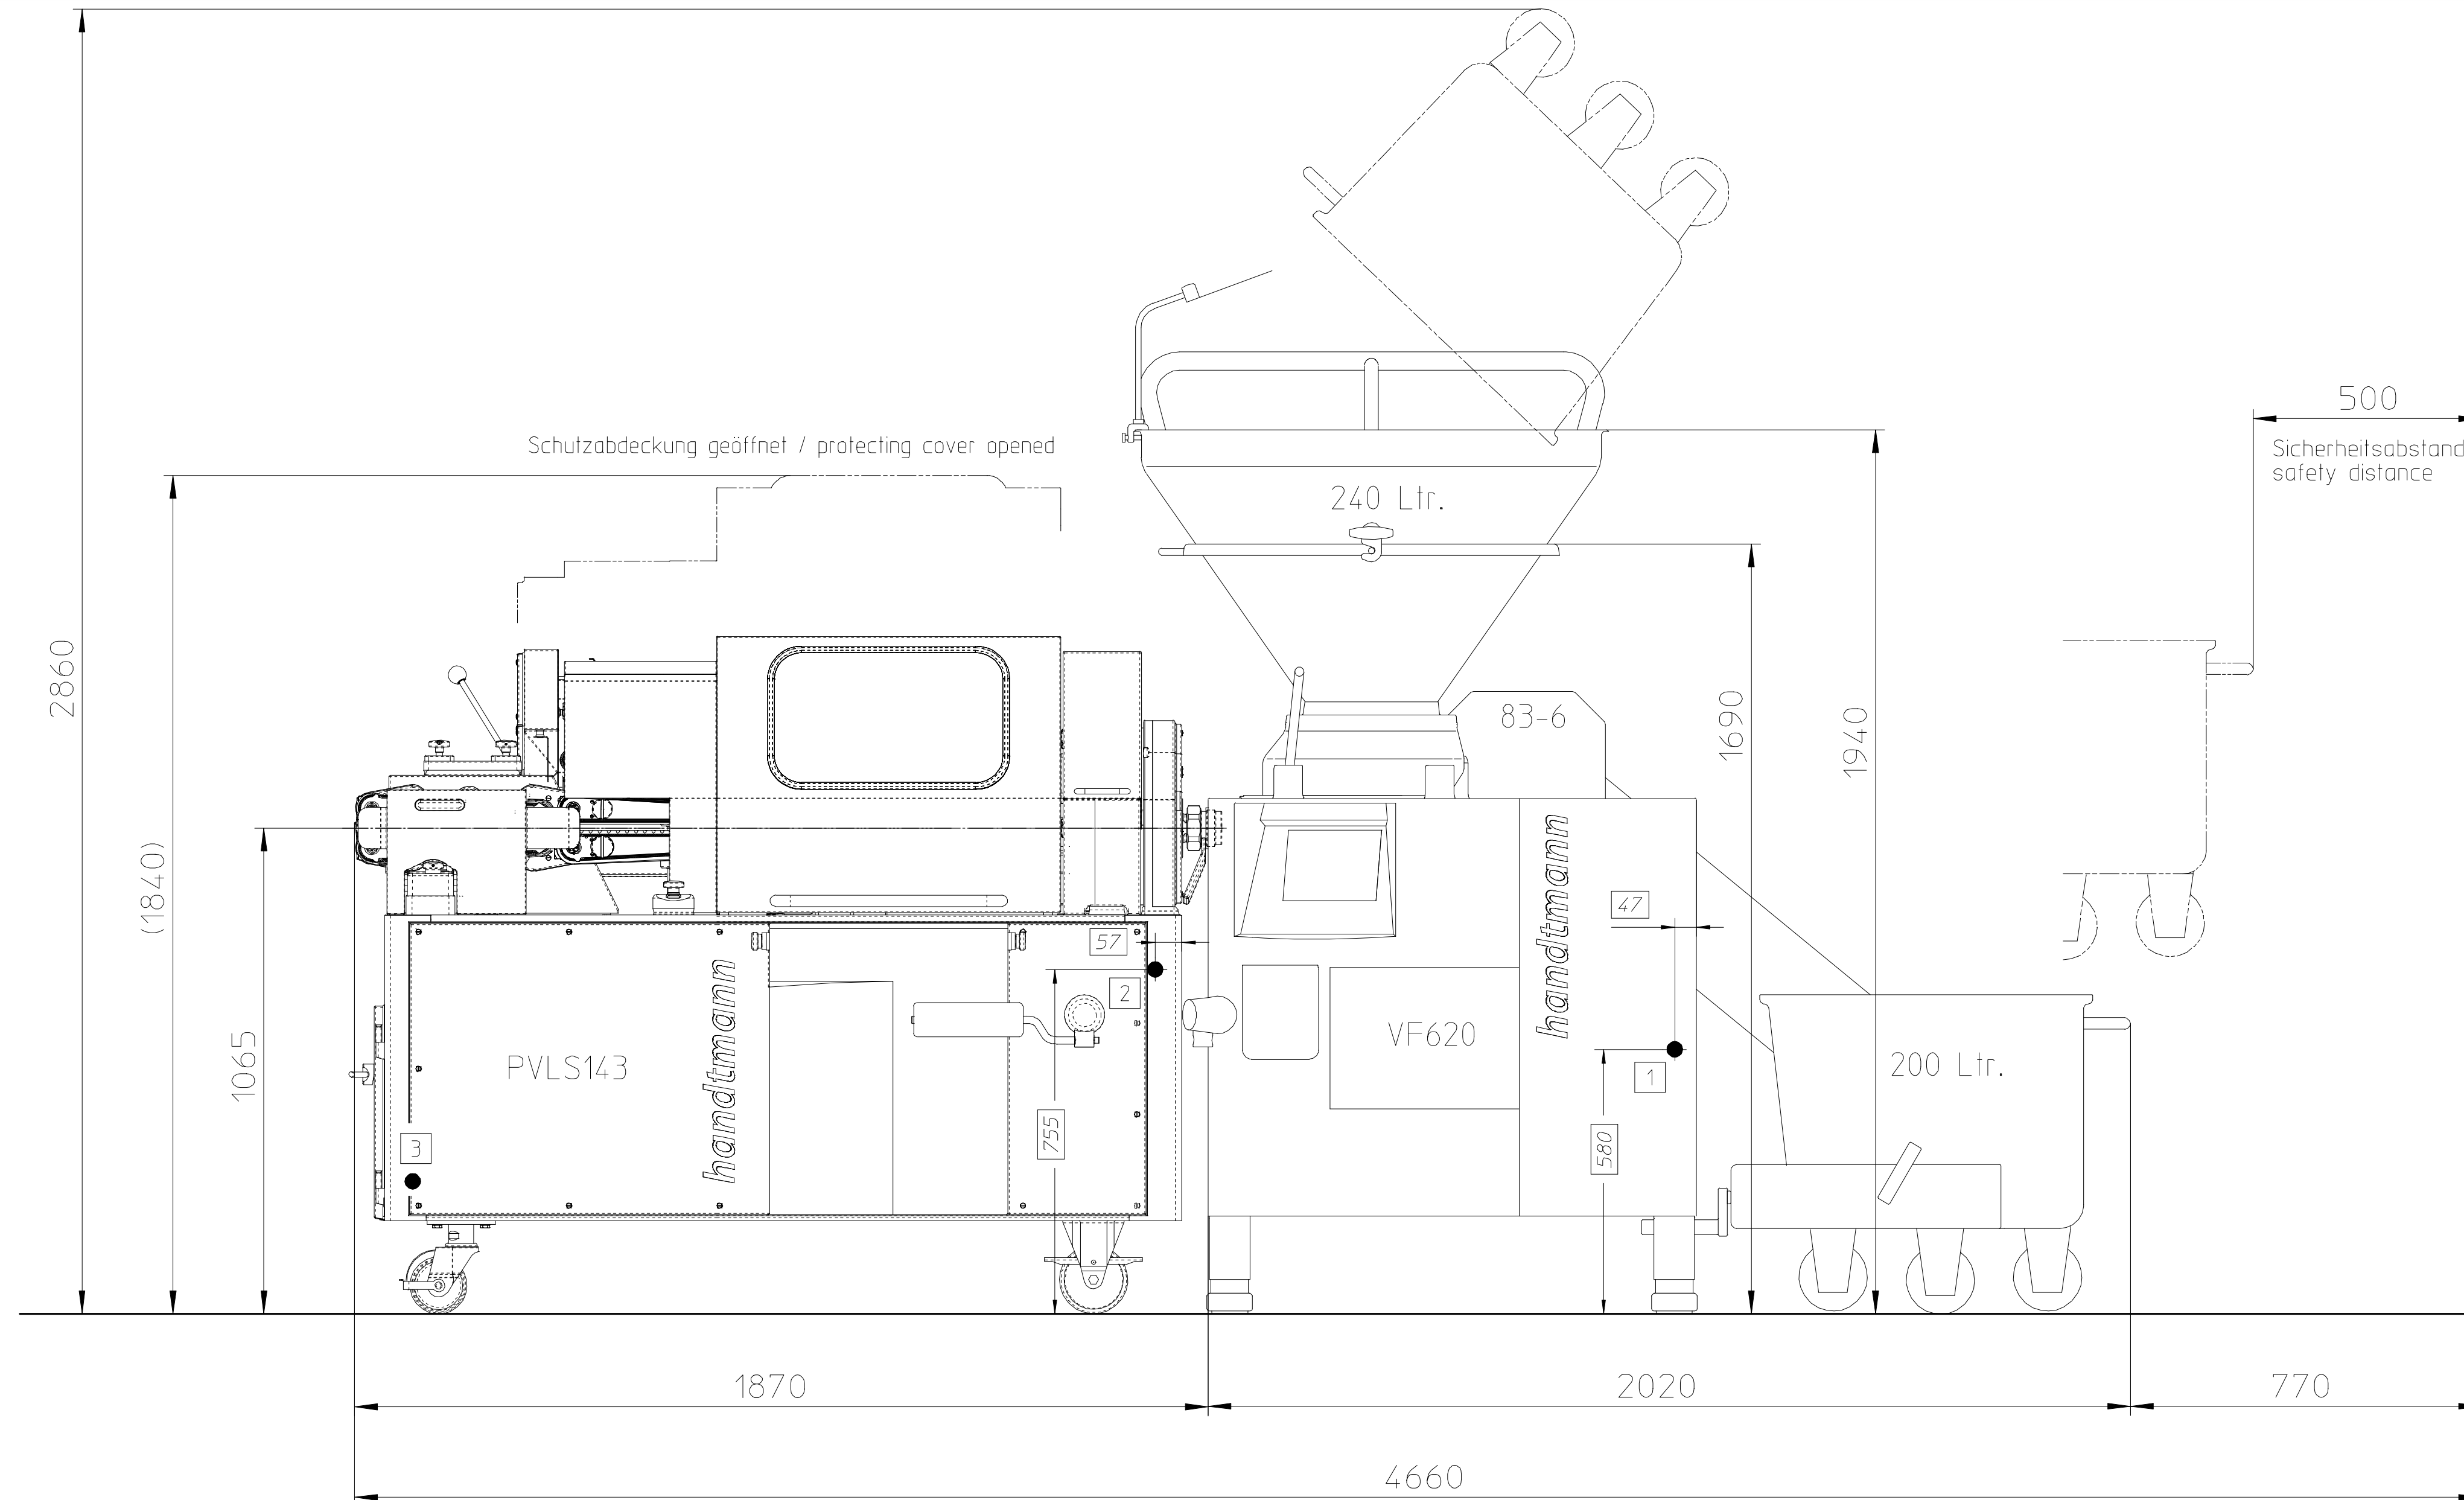 500
Schutzabdeckung geöffnet / protecting cover opened
Sicherheitsabstand
safety distance
240 Ltr.
2860
83-6
1690
1940
(1840)
handtmann
47
57
2
1065
PVLS143
handtmann
VF620
1
200 Ltr.
755
580
3
1870
2020
770
4660